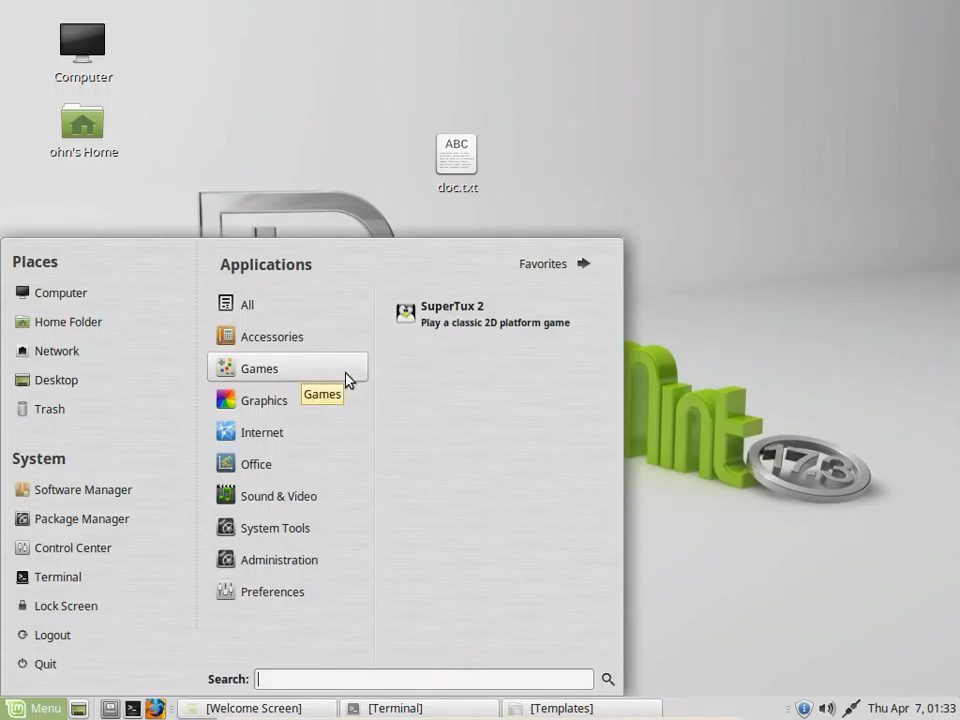 Computer
ohn's Home
ABC
doc.txt
Places
Computer
Home Folder
Network
Desktop
Trash
System
Software Manager
Package Manager
Control Center
Terminal
Lock Screen
Logout
Quit
Applications
Favorites
All
Accessories
Games
Games
Graphics
Internet
Office
Sound & Video
System Tools
Administration
Preferences
SuperTux 2
Play a classic 2D platform game
Search:
mint
17.3
Menu
[Welcome Screen]
[Terminal]
[Templates]
Thu Apr 7, 01:33